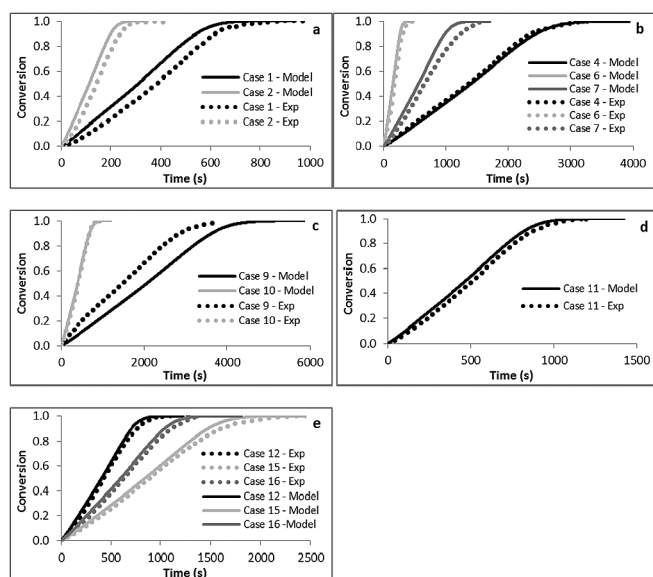 a
Conversion
1.0
0.8
0.6
0.4
0.2
0.0
Case 1 - Model
Case 2 - Model
Case 1 - Exp
Case 2 - Exp
0 200 400 600 800 1000
Time (s)
b
Conversion
1.0
0.8
0.6
0.4
0.2
0.0
Case 4 - Model
Case 6 - Model
Case 7 - Model
Case 4 - Exp
Case 6 - Exp
Case 7 - Exp
0 1000 2000 3000 4000
Time (s)
c
Conversion
1.0
0.8
0.6
0.4
0.2
0.0
Case 9 - Model
Case 10 - Model
Case 9 - Exp
Case 10 - Exp
0 2000 4000 6000
Time (s)
d
Conversion
1.0
0.8
0.6
0.4
0.2
0.0
Case 11 - Model
Case 11 - Exp
0 500 1000 1500
Time (s)
e
Conversion
1.0
0.8
0.6
0.4
0.2
0.0
Case 12 - Exp
Case 15 - Exp
Case 16 - Exp
Case 12 - Model
Case 15 - Model
Case 16 - Model
0 500 1000 1500 2000 2500
Time (s)